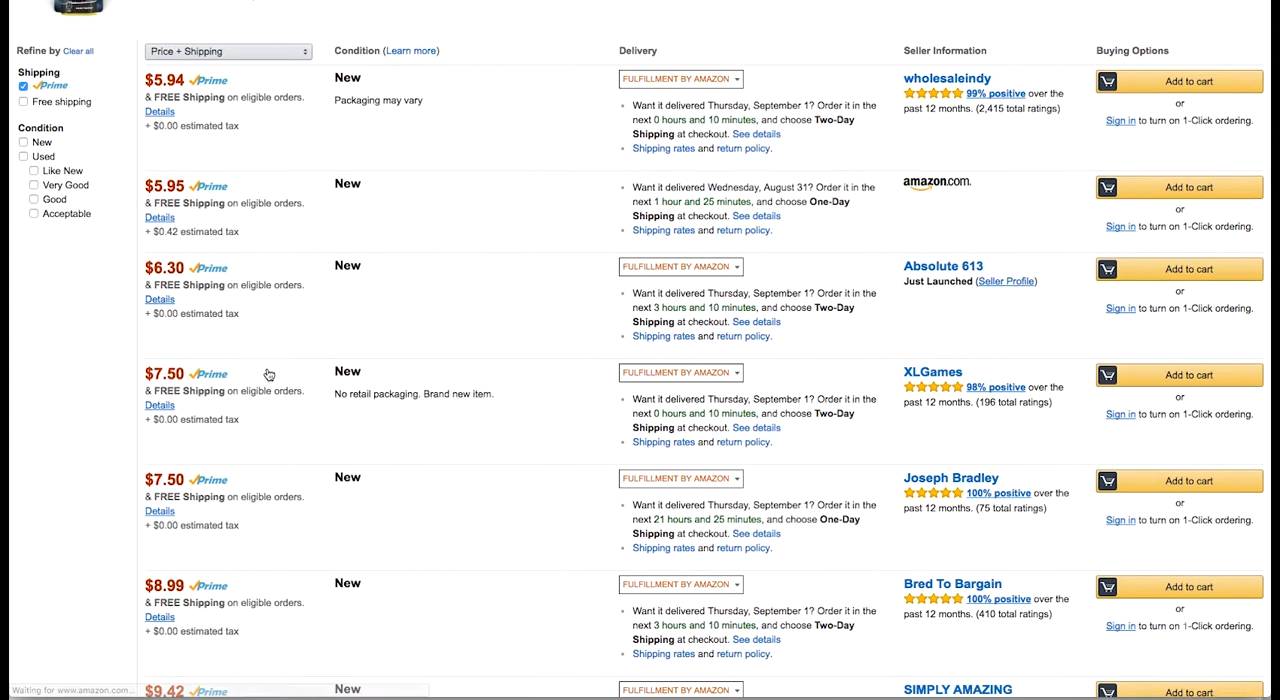 Refine by Clear all
Shipping
Prime
Free shipping
Condition
New
Used
Like New
Very Good
Good
Acceptable
Price + Shipping
Condition (Learn more)
Delivery
Seller Information
Buying Options
$5.94 Prime
& FREE Shipping on eligible orders.
Details
+ $0.00 estimated tax
New
Packaging may vary
FULFILLMENT BY AMAZON
Want it delivered Thursday, September 1? Order it in the
next 0 hours and 10 minutes, and choose Two-Day
Shipping at checkout. See details
Shipping rates and return policy.
wholesaleindy
99% positive over the
past 12 months. (2,415 total ratings)
Add to cart
or
Sign in to turn on 1-Click ordering.
$5.95 Prime
& FREE Shipping on eligible orders.
Details
+ $0.42 estimated tax
New
Want it delivered Wednesday, August 31? Order it in the
next 1 hour and 25 minutes, and choose One-Day
Shipping at checkout. See details
Shipping rates and return policy.
amazon.com.
Add to cart
or
Sign in to turn on 1-Click ordering.
$6.30 Prime
& FREE Shipping on eligible orders.
Details
+ $0.00 estimated tax
New
FULFILLMENT BY AMAZON
Want it delivered Thursday, September 1? Order it in the
next 3 hours and 10 minutes, and choose Two-Day
Shipping at checkout. See details
Shipping rates and return policy.
Absolute 613
Just Launched (Seller Profile)
Add to cart
or
Sign in to turn on 1-Click ordering.
$7.50 Prime
& FREE Shipping on eligible orders.
Details
+ $0.00 estimated tax
New
No retail packaging. Brand new item.
FULFILLMENT BY AMAZON
Want it delivered Thursday, September 1? Order it in the
next 0 hours and 10 minutes, and choose Two-Day
Shipping at checkout. See details
Shipping rates and return policy.
XLGames
98% positive over the
past 12 months. (196 total ratings)
Add to cart
or
Sign in to turn on 1-Click ordering.
$7.50 Prime
& FREE Shipping on eligible orders.
Details
+ $0.00 estimated tax
New
FULFILLMENT BY AMAZON
Want it delivered Thursday, September 1? Order it in the
next 21 hours and 25 minutes, and choose One-Day
Shipping at checkout. See details
Shipping rates and return policy.
Joseph Bradley
100% positive over the
past 12 months. (75 total ratings)
Add to cart
or
Sign in to turn on 1-Click ordering.
$8.99 Prime
& FREE Shipping on eligible orders.
Details
+ $0.00 estimated tax
New
FULFILLMENT BY AMAZON
Want it delivered Thursday, September 1? Order it in the
next 3 hours and 10 minutes, and choose Two-Day
Shipping at checkout. See details
Shipping rates and return policy.
Bred To Bargain
100% positive over the
past 12 months. (410 total ratings)
Add to cart
or
Sign in to turn on 1-Click ordering.
$9.42 Prime
New
FULFILLMENT BY AMAZON
SIMPLY AMAZING
Add to cart
Waiting for www.amazon.com...